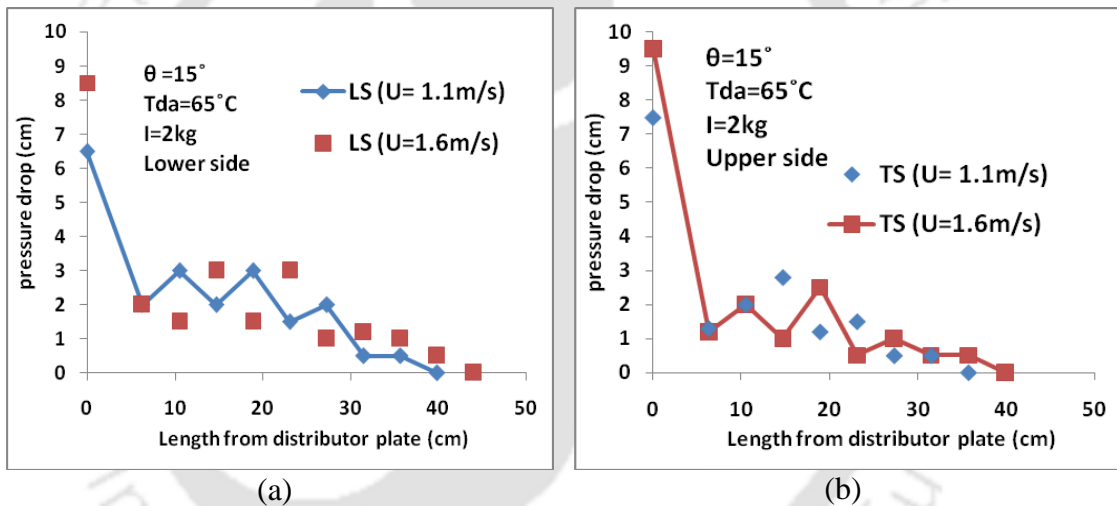 10
9
8
7
6
5
4
3
2
1
0
pressure drop (cm)
θ =15˚
Tda=65˚C
I=2kg
Lower side
LS (U= 1.1m/s)
LS (U=1.6m/s)
0 10 20 30 40 50
Length from distributor plate (cm)
(a)
10
9
8
7
6
5
4
3
2
1
0
pressure drop (cm)
θ=15˚
Tda=65˚C
I=2kg
Upper side
TS (U= 1.1m/s)
TS (U=1.6m/s)
0 10 20 30 40 50
Length from distributor plate (cm)
(b)